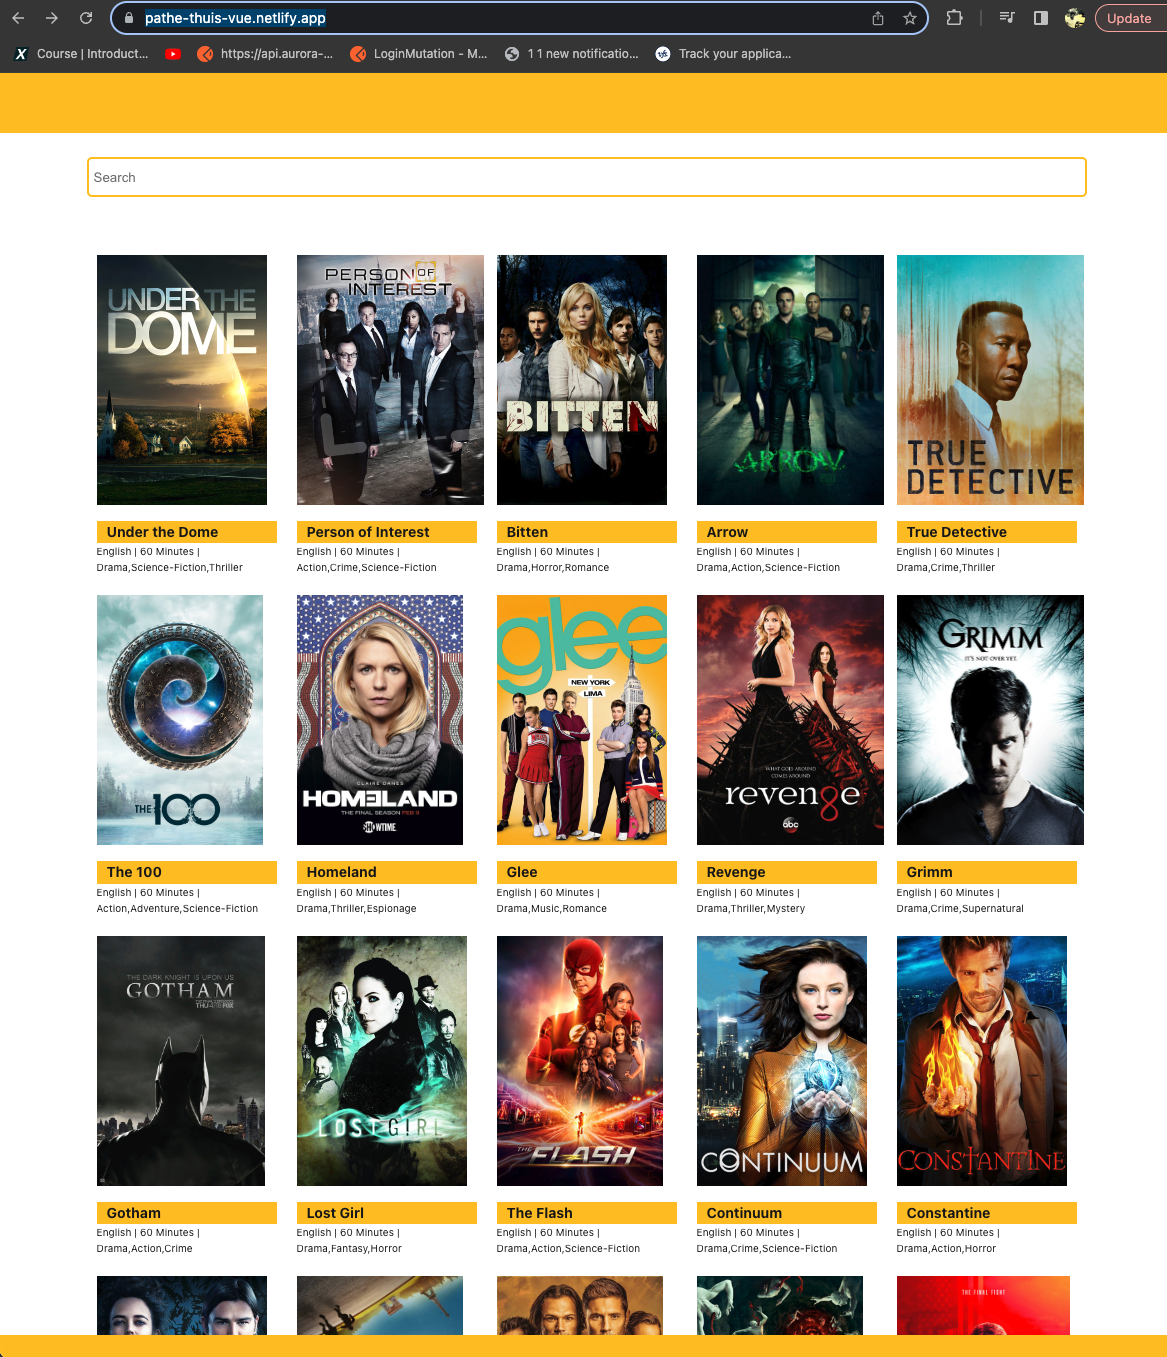 pathe-thuis-vue.netlify.app
Update
Course | Introduct...
https://api.aurora-...
LoginMutation - M...
1 1 new notificatio...
Track your applica...
Search
UNDER THE
DOME
PERSON OF
INTEREST
BITTEN
ARROW
TRUE
DETECTIVE
Under the Dome
English | 60 Minutes |
Drama,Science-Fiction,Thriller
Person of Interest
English | 60 Minutes |
Action,Crime,Science-Fiction
Bitten
English | 60 Minutes |
Drama,Horror,Romance
Arrow
English | 60 Minutes |
Drama,Action,Science-Fiction
True Detective
English | 60 Minutes |
Drama,Crime,Thriller
THE 100
CLAIRE DANES
HOMELAND
THE FINAL SEASON FEB 9
SHOWTIME
glee
NEW YORK
LIMA
WHAT GOES AROUND
COMES AROUND
revenge
abc
GRIMM
IT'S NOT OVER YET.
The 100
English | 60 Minutes |
Action,Adventure,Science-Fiction
Homeland
English | 60 Minutes |
Drama,Thriller,Espionage
Glee
English | 60 Minutes |
Drama,Music,Romance
Revenge
English | 60 Minutes |
Drama,Thriller,Mystery
Grimm
English | 60 Minutes |
Drama,Crime,Supernatural
THE DARK KNIGHT IS UPON US
GOTHAM
LOST GIRL
THE FLASH
CONTINUUM
CONSTANTINE
Gotham
English | 60 Minutes |
Drama,Action,Crime
Lost Girl
English | 60 Minutes |
Drama,Fantasy,Horror
The Flash
English | 60 Minutes |
Drama,Action,Science-Fiction
Continuum
English | 60 Minutes |
Drama,Crime,Science-Fiction
Constantine
English | 60 Minutes |
Drama,Action,Horror
THE FINAL FIGHT